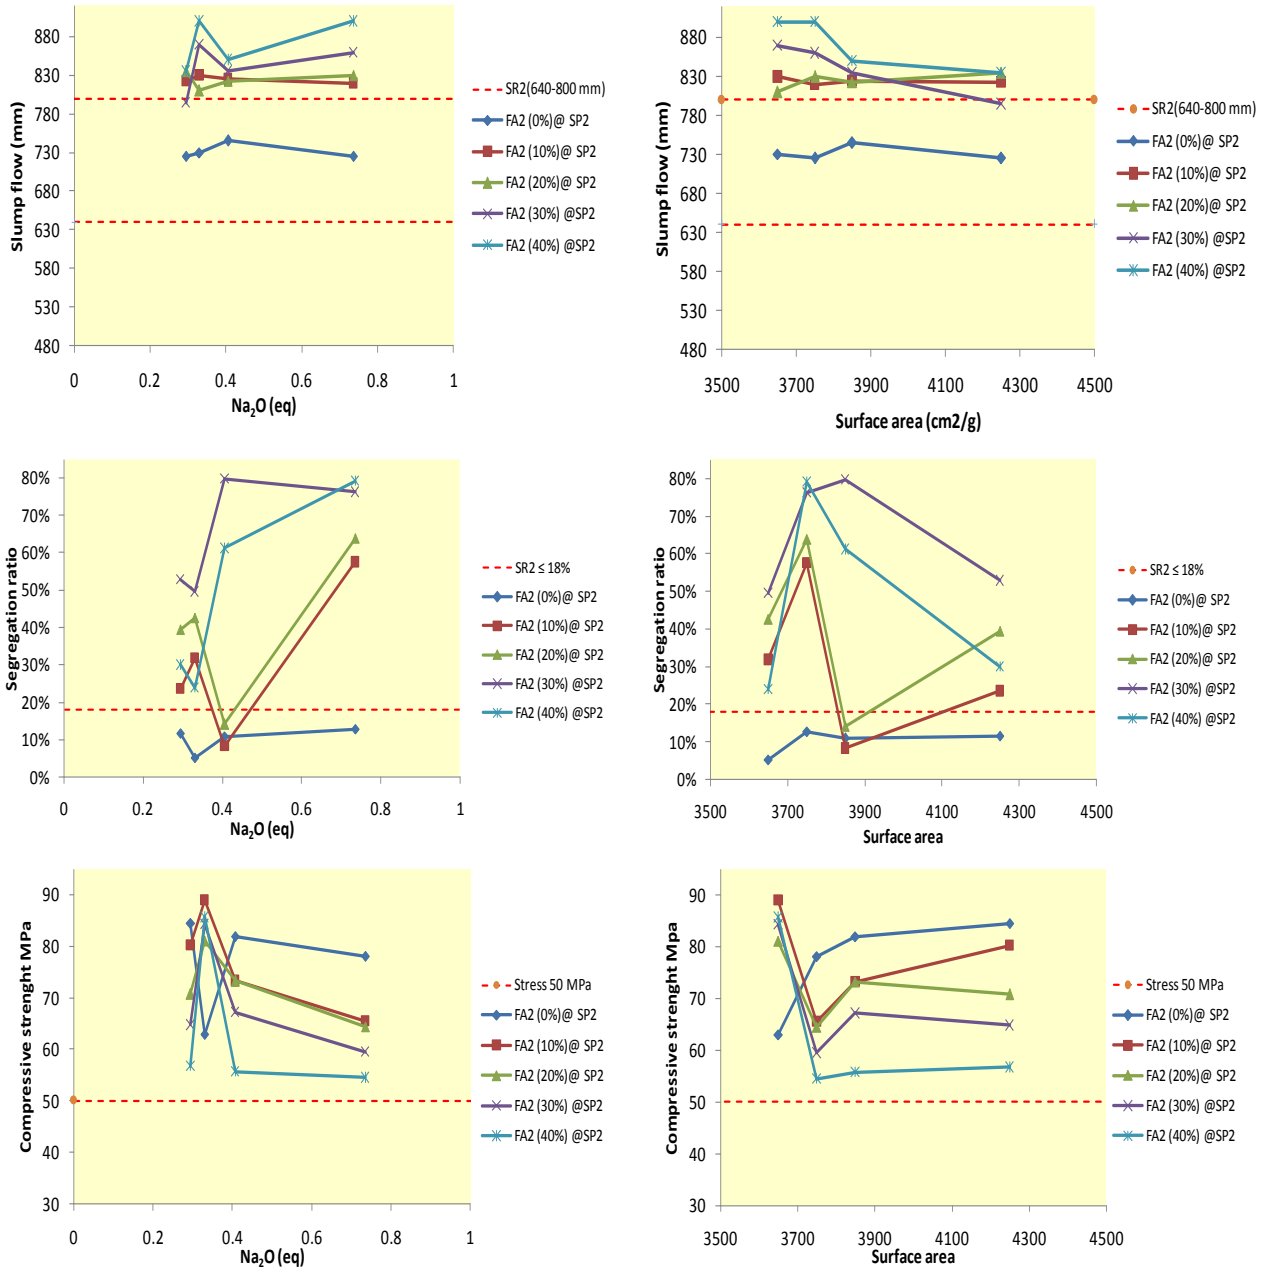 Slump flow (mm)
880
830
780
730
680
630
580
530
480
0
0.2
0.4
0.6
0.8
1
Na₂O (eq)
SR2(640-800 mm)
FA2 (0%)@ SP2
FA2 (10%)@ SP2
FA2 (20%)@ SP2
FA2 (30%) @SP2
FA2 (40%) @SP2
Slump flow (mm)
880
830
780
730
680
630
580
530
480
3500
3700
3900
4100
4300
4500
Surface area (cm2/g)
SR2(640-800 mm)
FA2 (0%)@ SP2
FA2 (10%)@ SP2
FA2 (20%)@ SP2
FA2 (30%) @SP2
FA2 (40%) @SP2
Segregation ratio
80%
70%
60%
50%
40%
30%
20%
10%
0%
0
0.2
0.4
0.6
0.8
1
Na₂O (eq)
SR2 ≤ 18%
FA2 (0%)@ SP2
FA2 (10%)@ SP2
FA2 (20%)@ SP2
FA2 (30%) @SP2
FA2 (40%) @SP2
Segregation ratio
80%
70%
60%
50%
40%
30%
20%
10%
0%
3500
3700
3900
4100
4300
4500
Surface area
SR2 ≤ 18%
FA2 (0%)@ SP2
FA2 (10%)@ SP2
FA2 (20%)@ SP2
FA2 (30%) @SP2
FA2 (40%) @SP2
Compressive strenght MPa
90
80
70
60
50
40
30
0
0.2
0.4
0.6
0.8
1
Na₂O (eq)
Stress 50 MPa
FA2 (0%)@ SP2
FA2 (10%)@ SP2
FA2 (20%)@ SP2
FA2 (30%) @SP2
FA2 (40%) @SP2
Compressive strenght Mpa
90
80
70
60
50
40
30
3500
3700
3900
4100
4300
4500
Surface area
Stress 50 MPa
FA2 (0%)@ SP2
FA2 (10%)@ SP2
FA2 (20%)@ SP2
FA2 (30%) @SP2
FA2 (40%) @SP2